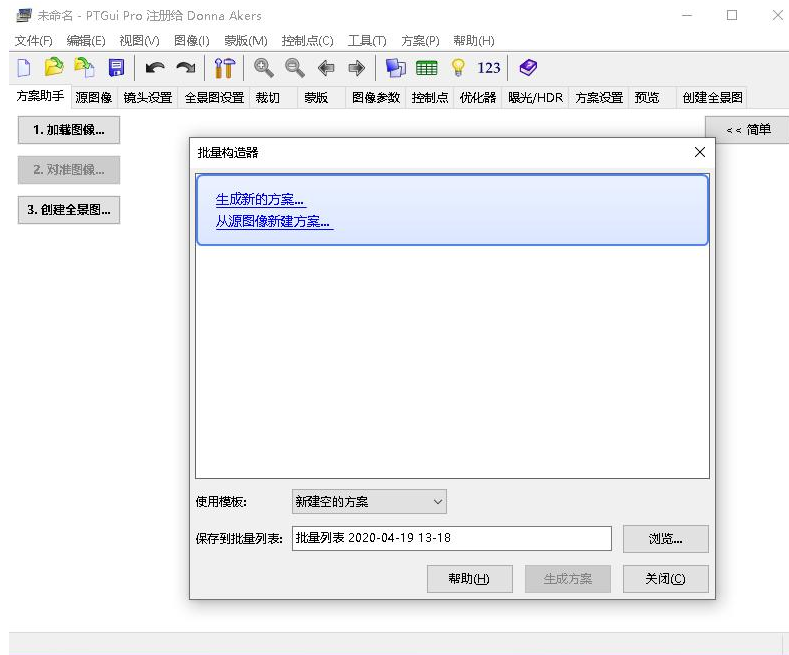 未命名 - PTGui Pro 注册给 Donna Akers
文件(F) 编辑(E) 视图(V) 图像(I) 蒙版(M) 控制点(C) 工具(T) 方案(P) 帮助(H)
123
方案助手 源图像 镜头设置 全景图设置 裁切 蒙版 图像参数 控制点 优化器 曝光/HDR 方案设置 预览 创建全景图
1. 加载图像...
<< 简单
2. 对准图像...
3. 创建全景图...
批量构造器
生成新的方案...
从源图像新建方案...
使用模板: 新建空的方案
保存到批量列表: 批量列表 2020-04-19 13-18 浏览...
帮助(H) 生成方案 关闭(C)